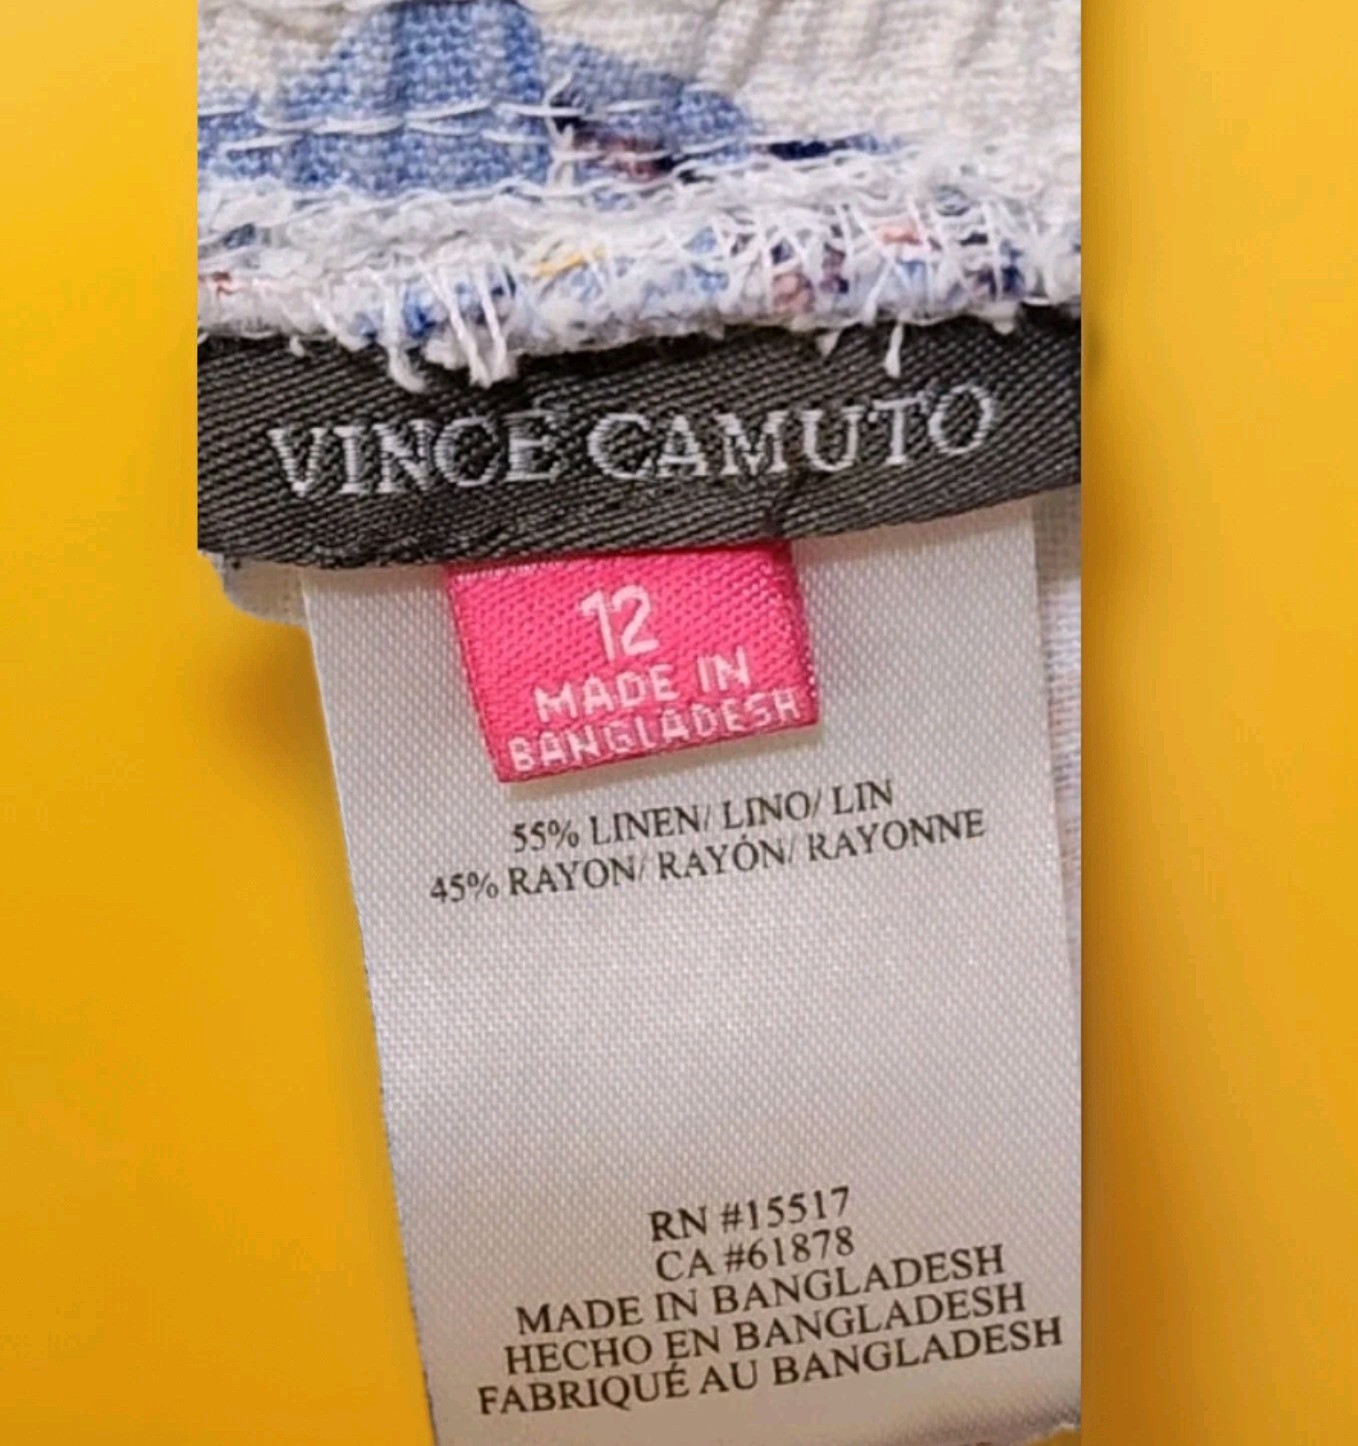 VINCE CAMUTO
12
MADE IN
BANGLADESH
55% LINEN/ LINO/ LIN
45% RAYON/ RAYÓN/ RAYONNE
RN #15517
CA #61878
MADE IN BANGLADESH
HECHO EN BANGLADESH
FABRIQUÉ AU BANGLADESH